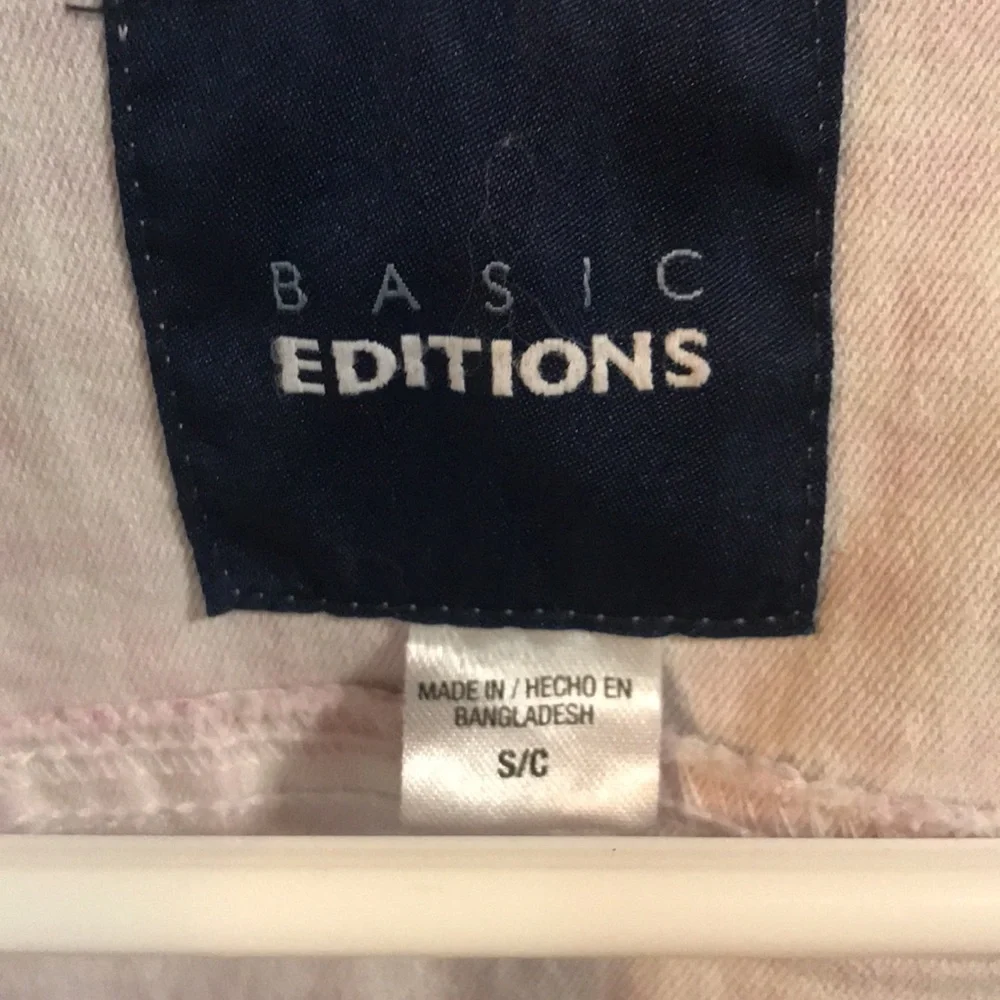 BASIC
EDITIONS
MADE IN / HECHO EN
BANGLADESH
S/C